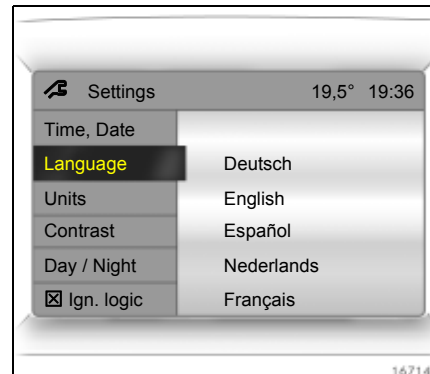 Settings 19,5° 19:36
Time, Date
Language
Deutsch
Units
English
Contrast
Español
Day / Night
Nederlands
☒ Ign. logic
Français
16714